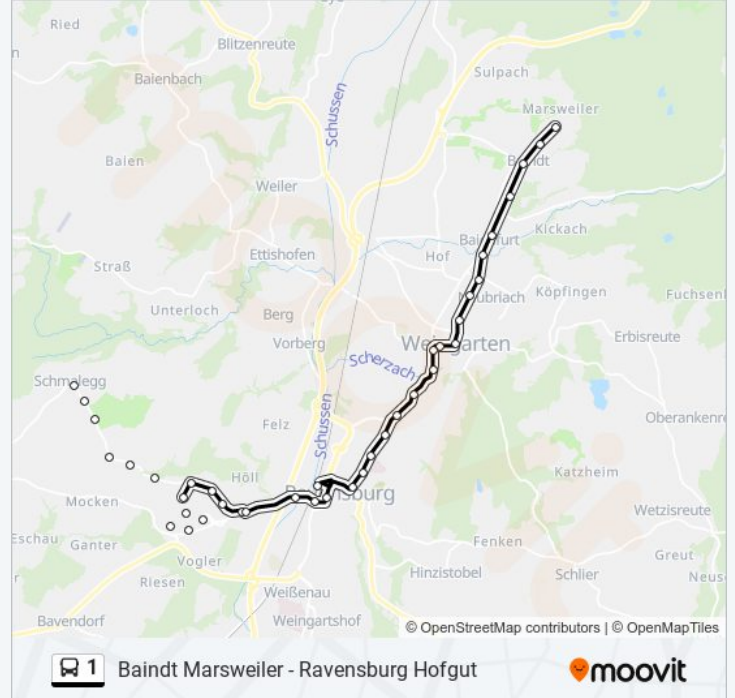 Ried
Blitzenreute
Baienbach
Sulpach
Schussen
Marsweiler
Baindt
Baien
Weiler
Kickach
Baienfurt
Ettishofen
Hof
Straß
Köpfingen
Fuchsenl
Unterloch
Berg
Erbisreute
Vorberg
Weingarten
Scherzach
Schmalegg
Oberankenre
Schussen
Felz
Höll
Katzheim
Ravensburg
Mocken
Wetzisreute
Eschau
Ganter
Fenken
Vogler
Greut
Riesen
Hinzistobel
Schlier
Neus
Weißenau
Bavendorf
Weingartshof
© OpenStreetMap contributors | © OpenMapTiles
1 Baindt Marsweiler - Ravensburg Hofgut
moovit